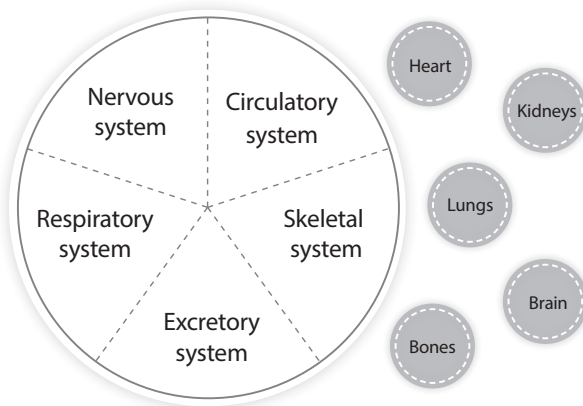 Nervous
system
Circulatory
system
Respiratory
system
Skeletal
system
Excretory
system
Heart
Kidneys
Lungs
Brain
Bones